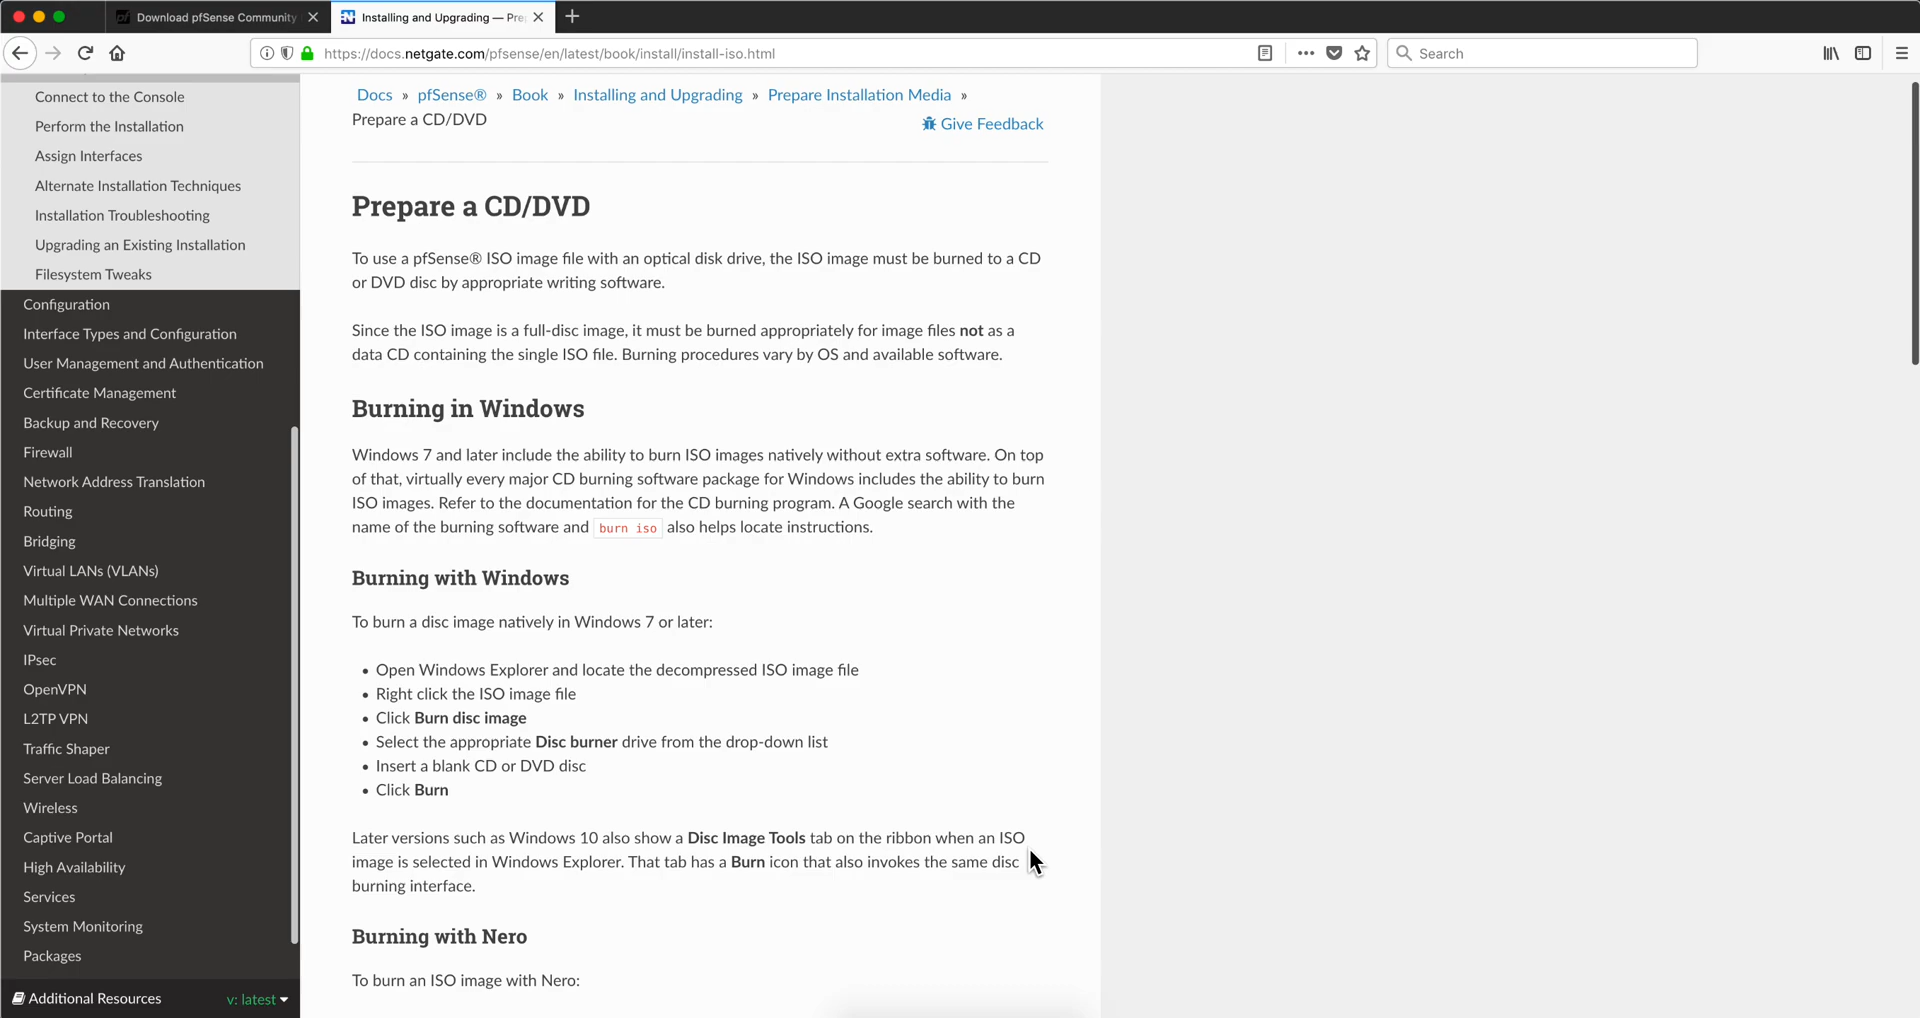 Download pfSense Community
Installing and Upgrading — Pre
https://docs.netgate.com/pfsense/en/latest/book/install/install-iso.html
Search
Connect to the Console
Perform the Installation
Assign Interfaces
Alternate Installation Techniques
Installation Troubleshooting
Upgrading an Existing Installation
Filesystem Tweaks
Configuration
Interface Types and Configuration
User Management and Authentication
Certificate Management
Backup and Recovery
Firewall
Network Address Translation
Routing
Bridging
Virtual LANs (VLANs)
Multiple WAN Connections
Virtual Private Networks
IPsec
OpenVPN
L2TP VPN
Traffic Shaper
Server Load Balancing
Wireless
Captive Portal
High Availability
Services
System Monitoring
Packages
Additional Resources
v: latest
Docs » pfSense® » Book » Installing and Upgrading » Prepare Installation Media »
Prepare a CD/DVD
Give Feedback
Prepare a CD/DVD
To use a pfSense® ISO image file with an optical disk drive, the ISO image must be burned to a CD
or DVD disc by appropriate writing software.
Since the ISO image is a full-disc image, it must be burned appropriately for image files not as a
data CD containing the single ISO file. Burning procedures vary by OS and available software.
Burning in Windows
Windows 7 and later include the ability to burn ISO images natively without extra software. On top
of that, virtually every major CD burning software package for Windows includes the ability to burn
ISO images. Refer to the documentation for the CD burning program. A Google search with the
name of the burning software and burn iso also helps locate instructions.
Burning with Windows
To burn a disc image natively in Windows 7 or later:
• Open Windows Explorer and locate the decompressed ISO image file
• Right click the ISO image file
• Click Burn disc image
• Select the appropriate Disc burner drive from the drop-down list
• Insert a blank CD or DVD disc
• Click Burn
Later versions such as Windows 10 also show a Disc Image Tools tab on the ribbon when an ISO
image is selected in Windows Explorer. That tab has a Burn icon that also invokes the same disc
burning interface.
Burning with Nero
To burn an ISO image with Nero: